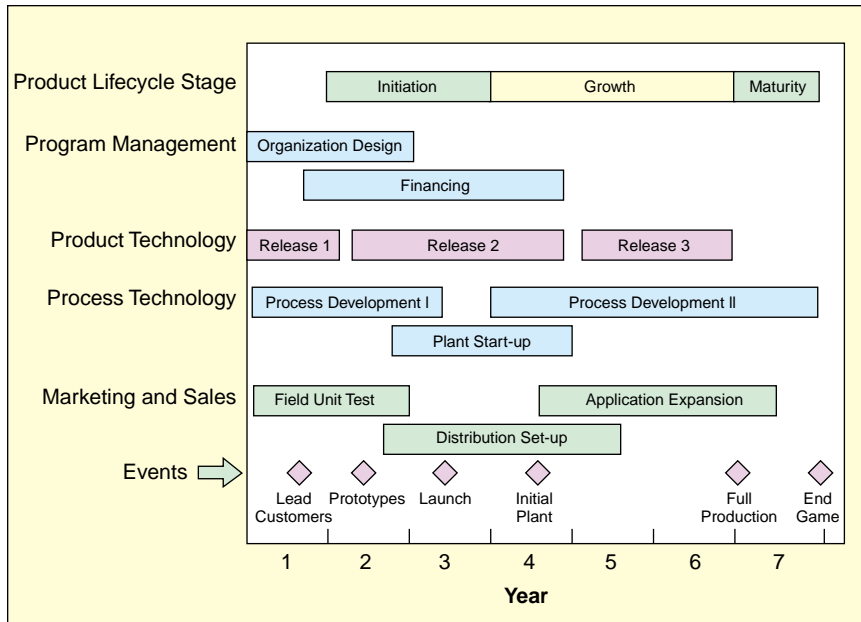 Product Lifecycle Stage
Initiation
Growth
Maturity
Program Management
Organization Design
Financing
Product Technology
Release 1
Release 2
Release 3
Process Technology
Process Development I
Process Development II
Plant Start-up
Marketing and Sales
Field Unit Test
Application Expansion
Distribution Set-up
Events
Lead
Customers
Prototypes
Launch
Initial
Plant
Full
Production
End
Game
1 2 3 4 5 6 7
Year